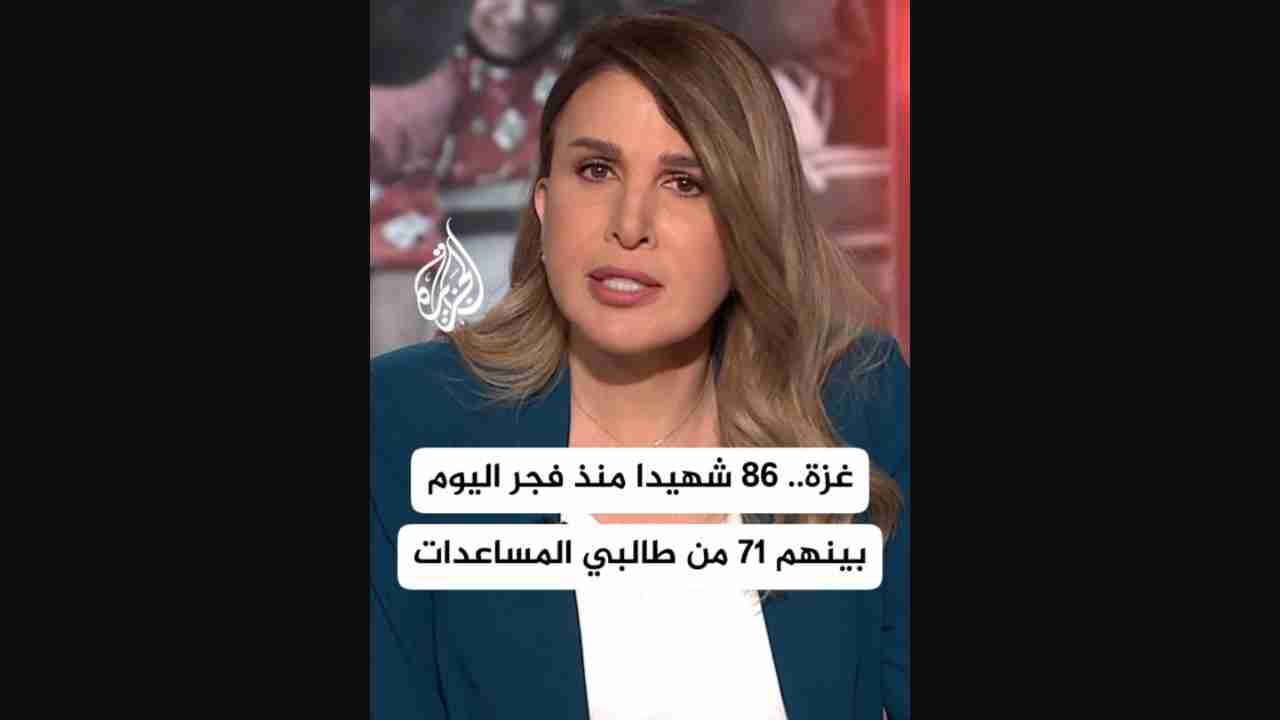 الجزيرة
غزة.. 86 شهيدا منذ فجر اليوم
بينهم 71 من طالبي المساعدات